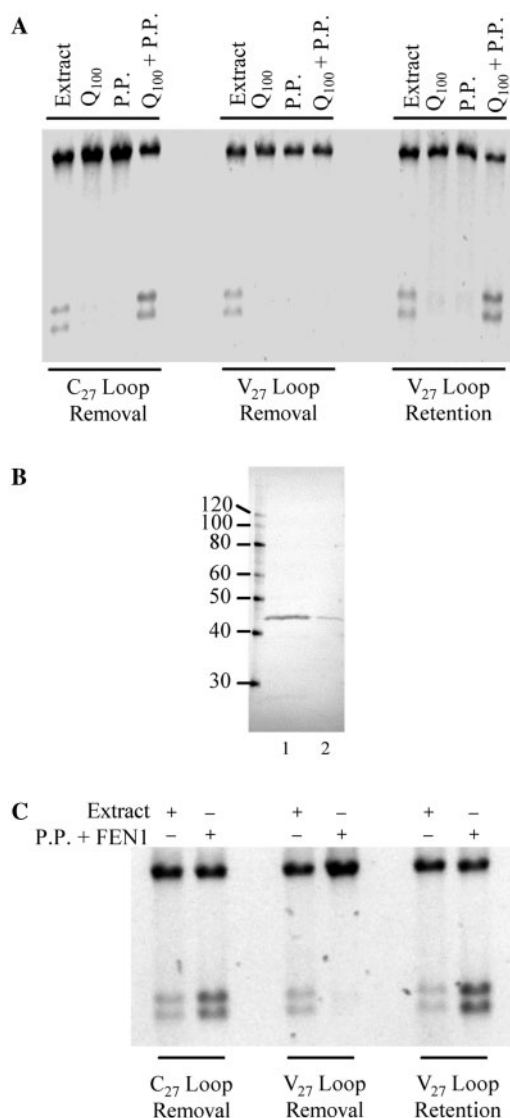 A
Extract Q₁₀₀ P.P. Q₁₀₀ + P.P. Extract Q₁₀₀ P.P. Q₁₀₀ + P.P. Extract Q₁₀₀ P.P. Q₁₀₀ + P.P.
C₂₇ Loop Removal V₂₇ Loop Removal V₂₇ Loop Retention
B
120
100
80
60
50
40
30
1 2
C
Extract + – + – + –
P.P. + FEN1 – + – + – +
C₂₇ Loop Removal V₂₇ Loop Removal V₂₇ Loop Retention